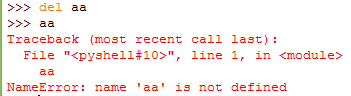 >>> del aa
>>> aa
Traceback (most recent call last):
  File "<pyshell#10>", line 1, in <module>
    aa
NameError: name 'aa' is not defined